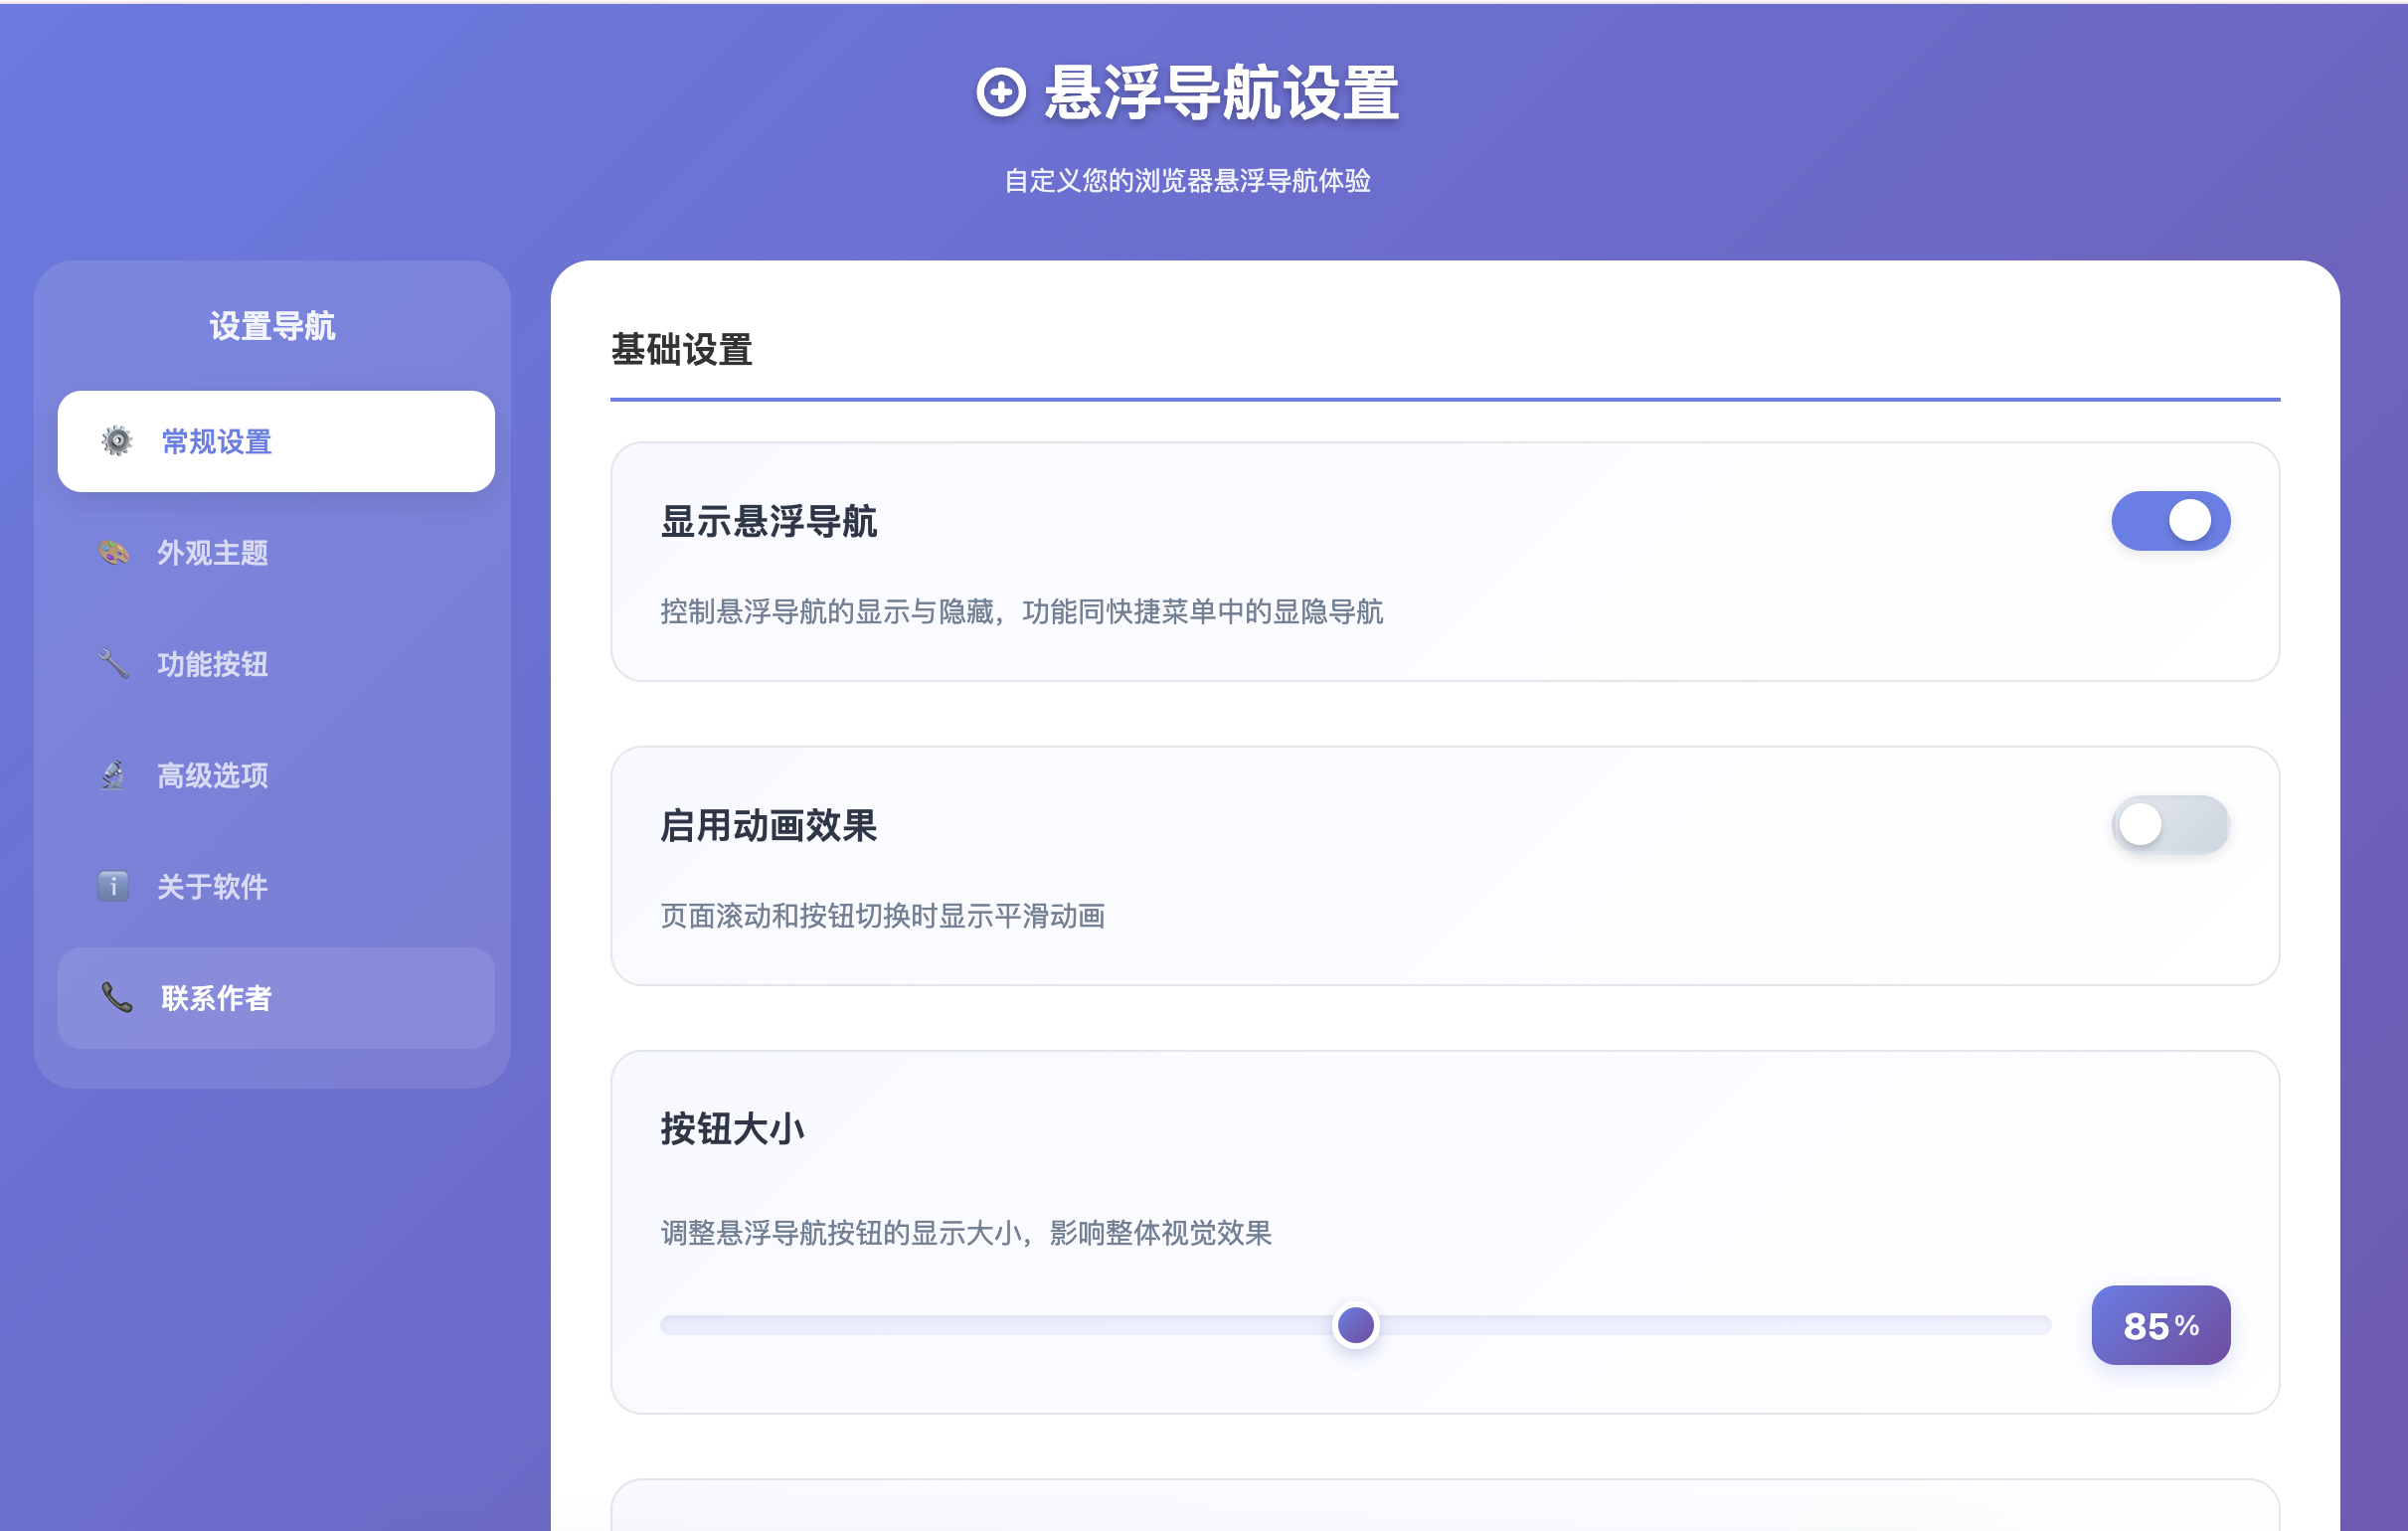 悬浮导航设置
自定义您的浏览器悬浮导航体验
设置导航
常规设置
外观主题
功能按钮
高级选项
关于软件
联系作者
基础设置
显示悬浮导航
控制悬浮导航的显示与隐藏，功能同快捷菜单中的显隐导航
启用动画效果
页面滚动和按钮切换时显示平滑动画
按钮大小
调整悬浮导航按钮的显示大小，影响整体视觉效果
85%